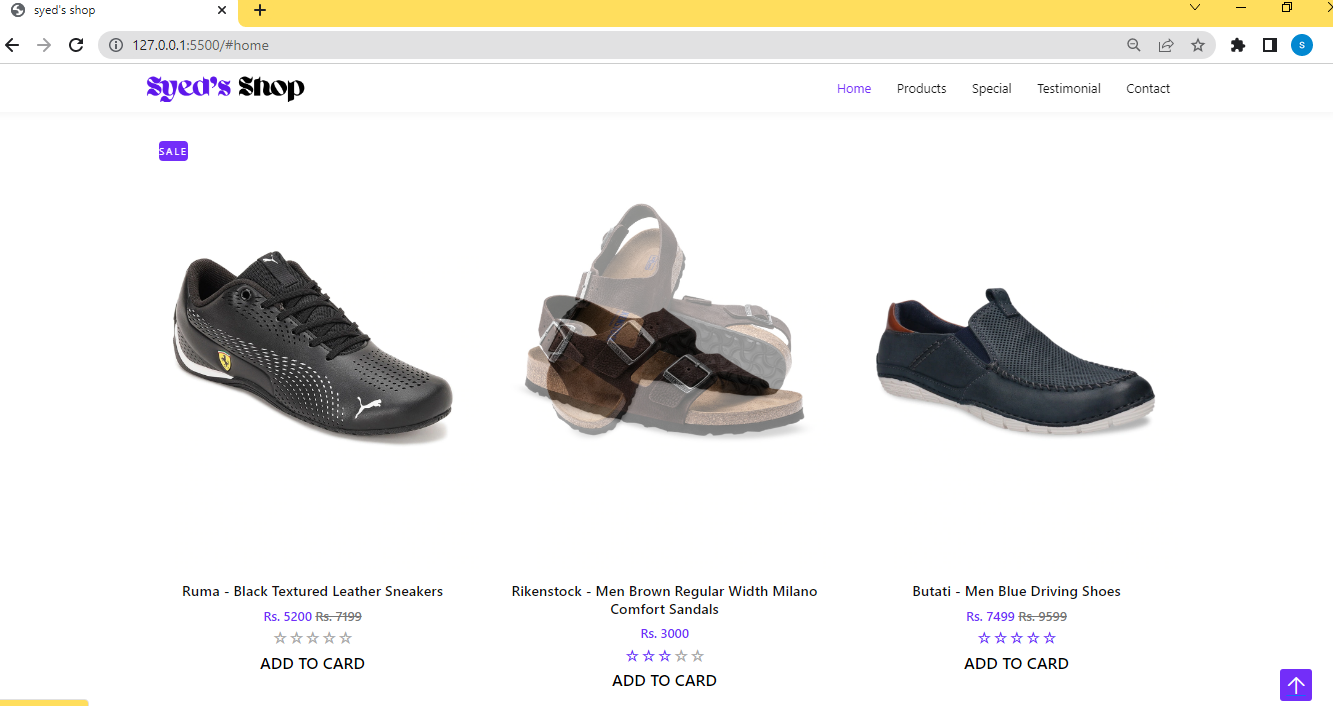 syed's shop
127.0.0.1:5500/#home
S
Syed's Shop
Home Products Special Testimonial Contact
SALE
Ruma - Black Textured Leather Sneakers
Rs. 5200 Rs. 7199
ADD TO CARD
Rikenstock - Men Brown Regular Width Milano
Comfort Sandals
Rs. 3000
ADD TO CARD
Butati - Men Blue Driving Shoes
Rs. 7499 Rs. 9599
ADD TO CARD